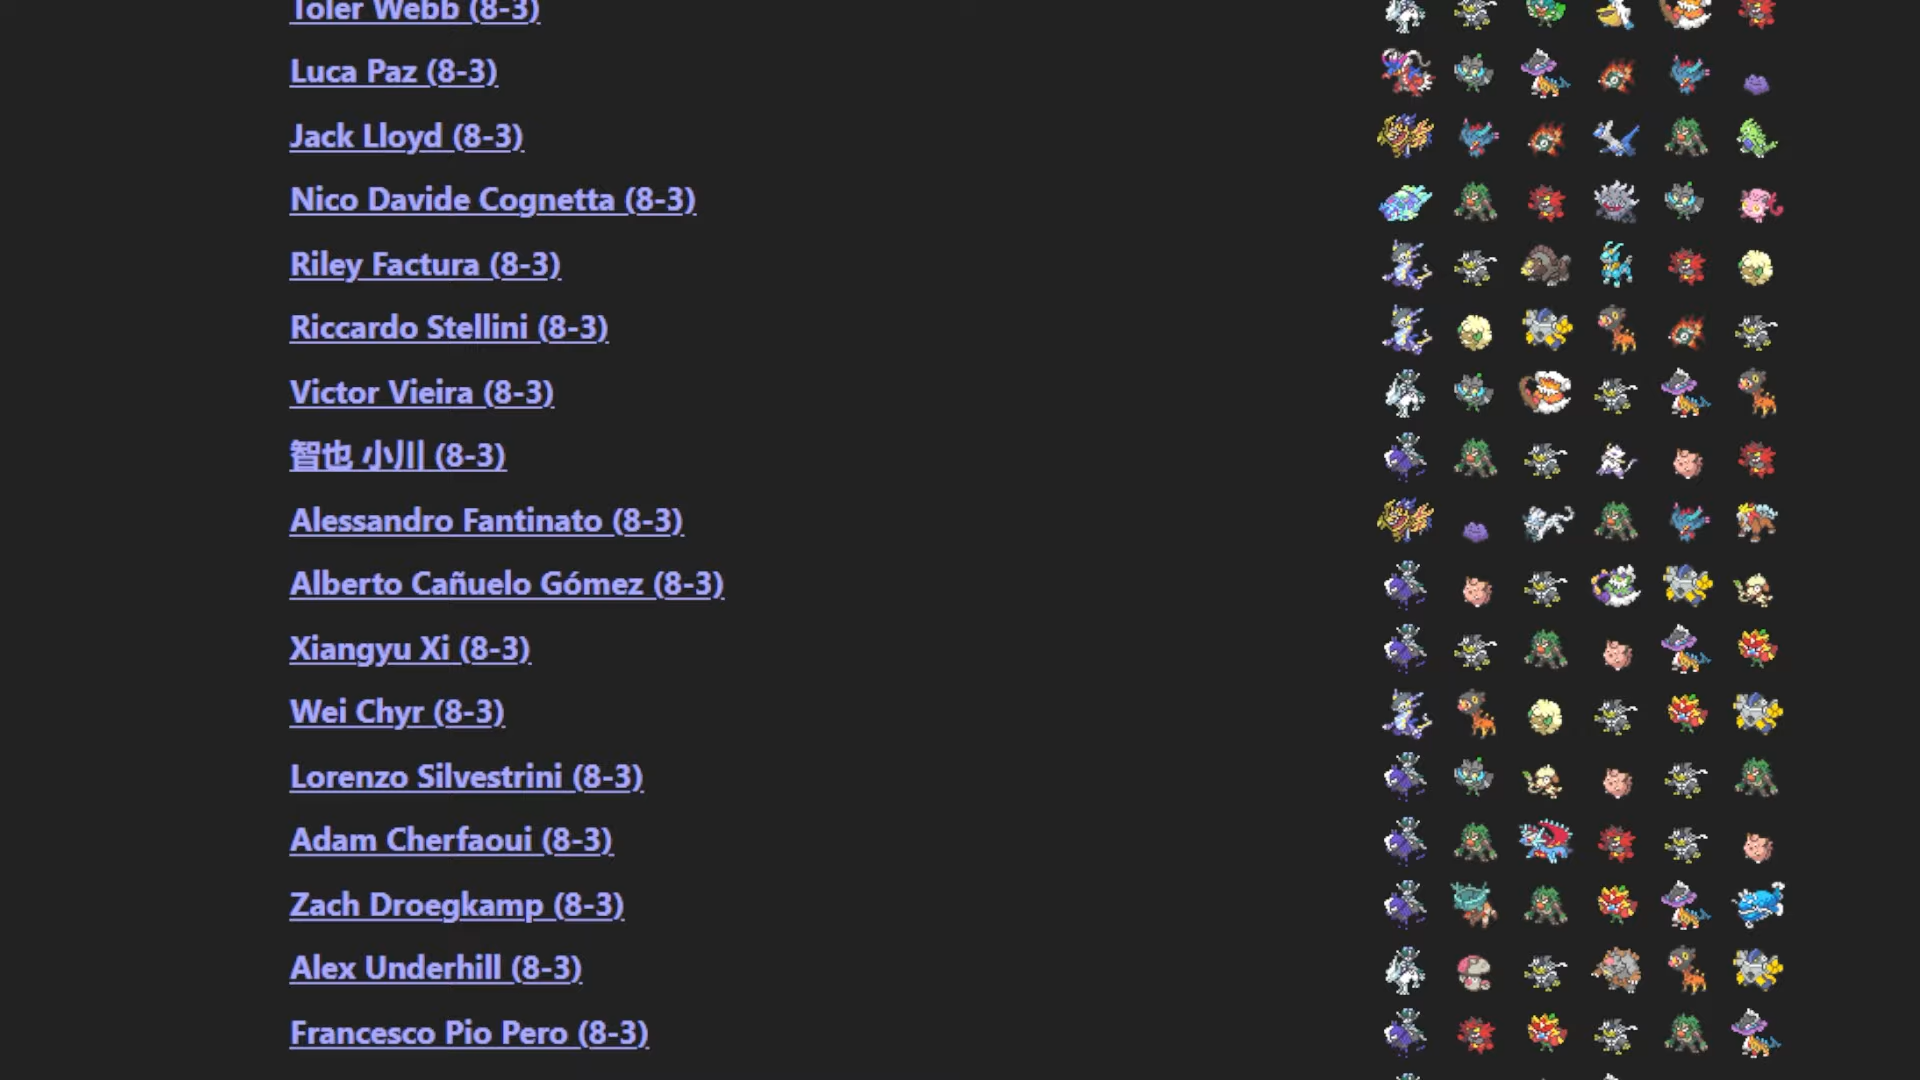 Toler Webb (8-3)
Luca Paz (8-3)
Jack Lloyd (8-3)
Nico Davide Cognetta (8-3)
Riley Factura (8-3)
Riccardo Stellini (8-3)
Victor Vieira (8-3)
智也 小川 (8-3)
Alessandro Fantinato (8-3)
Alberto Cañuelo Gómez (8-3)
Xiangyu Xi (8-3)
Wei Chyr (8-3)
Lorenzo Silvestrini (8-3)
Adam Cherfaoui (8-3)
Zach Droegkamp (8-3)
Alex Underhill (8-3)
Francesco Pio Pero (8-3)